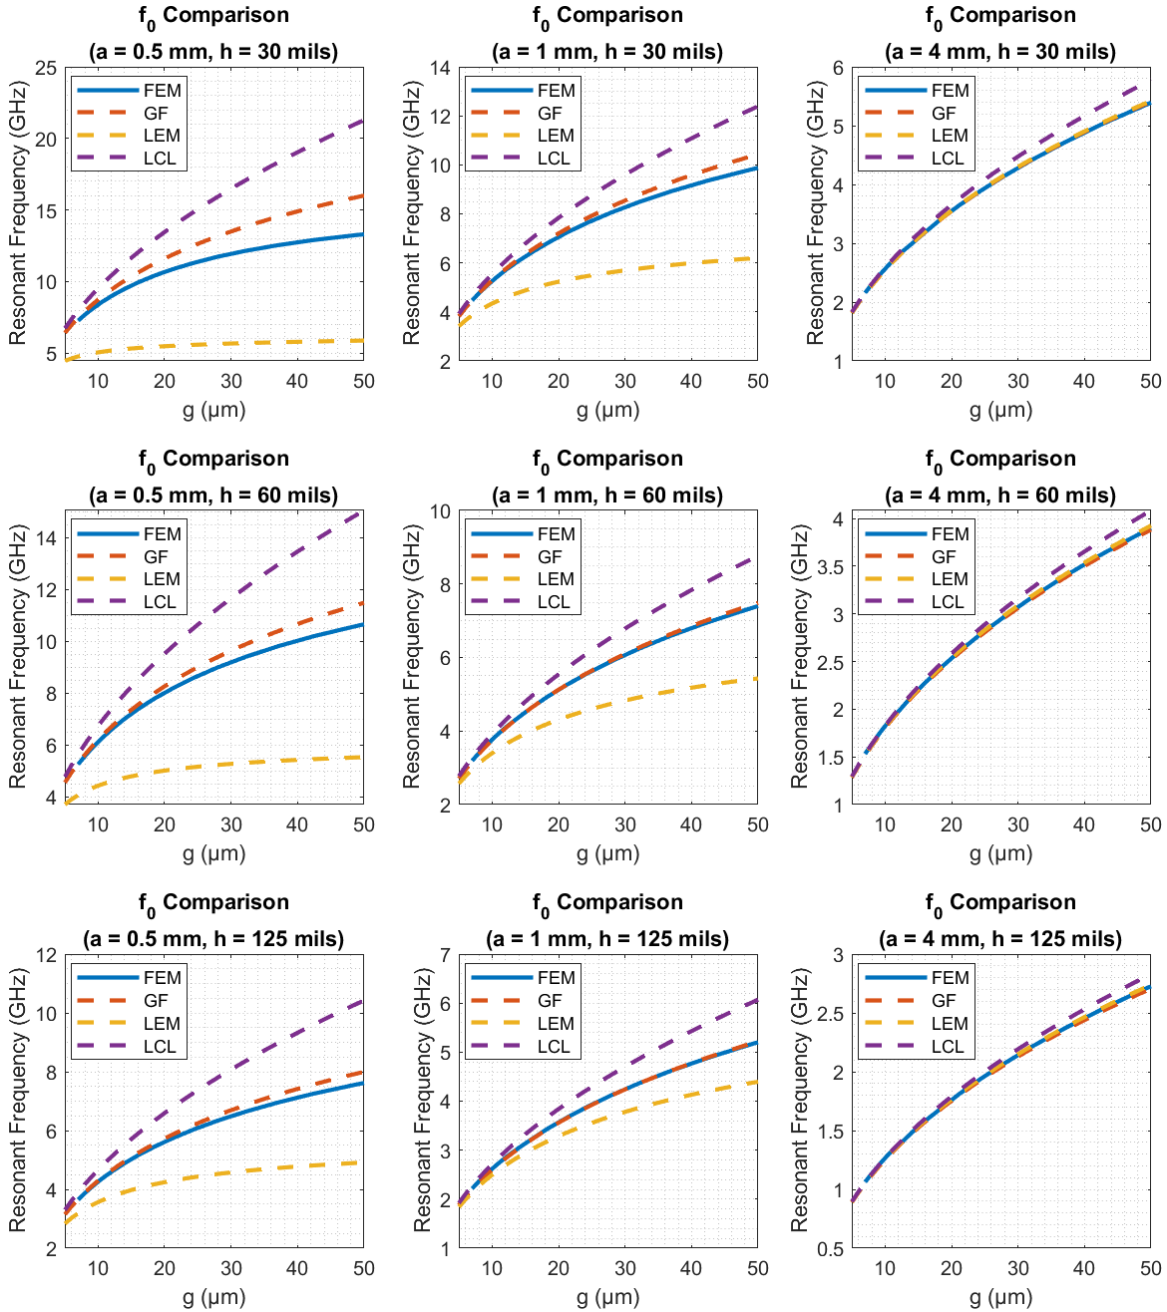 f0 Comparison
(a = 0.5 mm, h = 30 mils)
25
20
15
10
5
Resonant Frequency (GHz)
FEM
GF
LEM
LCL
10 20 30 40 50
g (µm)
f0 Comparison
(a = 1 mm, h = 30 mils)
14
12
10
8
6
4
2
Resonant Frequency (GHz)
FEM
GF
LEM
LCL
10 20 30 40 50
g (µm)
f0 Comparison
(a = 4 mm, h = 30 mils)
6
5
4
3
2
1
Resonant Frequency (GHz)
FEM
GF
LEM
LCL
10 20 30 40 50
g (µm)
f0 Comparison
(a = 0.5 mm, h = 60 mils)
14
12
10
8
6
4
Resonant Frequency (GHz)
FEM
GF
LEM
LCL
10 20 30 40 50
g (µm)
f0 Comparison
(a = 1 mm, h = 60 mils)
10
8
6
4
2
Resonant Frequency (GHz)
FEM
GF
LEM
LCL
10 20 30 40 50
g (µm)
f0 Comparison
(a = 4 mm, h = 60 mils)
4
3.5
3
2.5
2
1.5
1
Resonant Frequency (GHz)
FEM
GF
LEM
LCL
10 20 30 40 50
g (µm)
f0 Comparison
(a = 0.5 mm, h = 125 mils)
12
10
8
6
4
2
Resonant Frequency (GHz)
FEM
GF
LEM
LCL
10 20 30 40 50
g (µm)
f0 Comparison
(a = 1 mm, h = 125 mils)
7
6
5
4
3
2
1
Resonant Frequency (GHz)
FEM
GF
LEM
LCL
10 20 30 40 50
g (µm)
f0 Comparison
(a = 4 mm, h = 125 mils)
3
2.5
2
1.5
1
0.5
Resonant Frequency (GHz)
FEM
GF
LEM
LCL
10 20 30 40 50
g (µm)